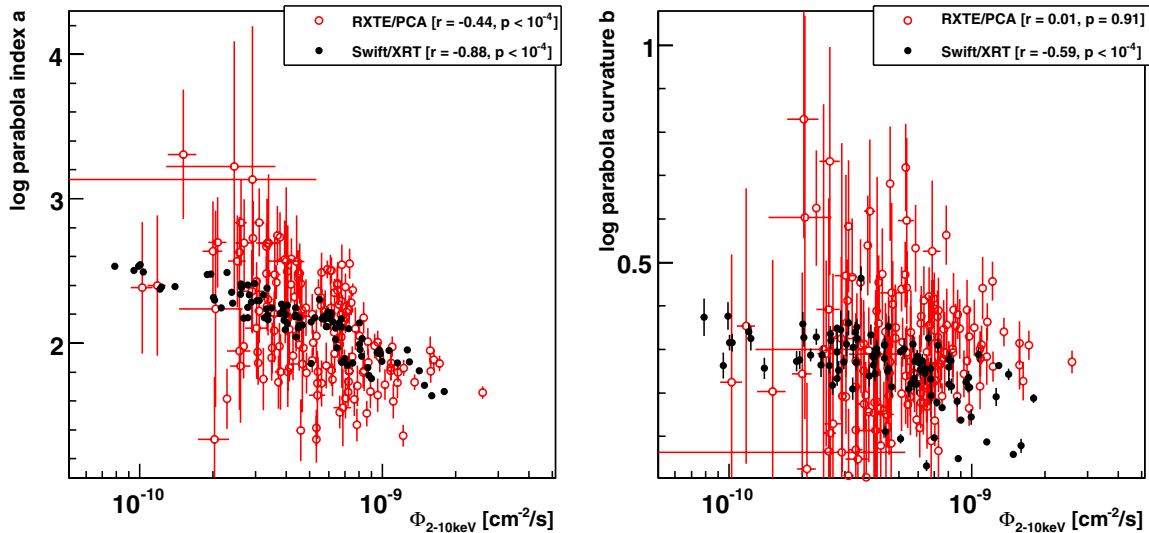 RXTE/PCA [r = -0.44, p < 10⁻⁴]
Swift/XRT [r = -0.88, p < 10⁻⁴]
log parabola index a
4
3
2
10⁻¹⁰
10⁻⁹
Φ2-10keV [cm⁻²/s]
RXTE/PCA [r = 0.01, p = 0.91]
Swift/XRT [r = -0.59, p < 10⁻⁴]
log parabola curvature b
1
0.5
10⁻¹⁰
10⁻⁹
Φ2-10keV [cm⁻²/s]